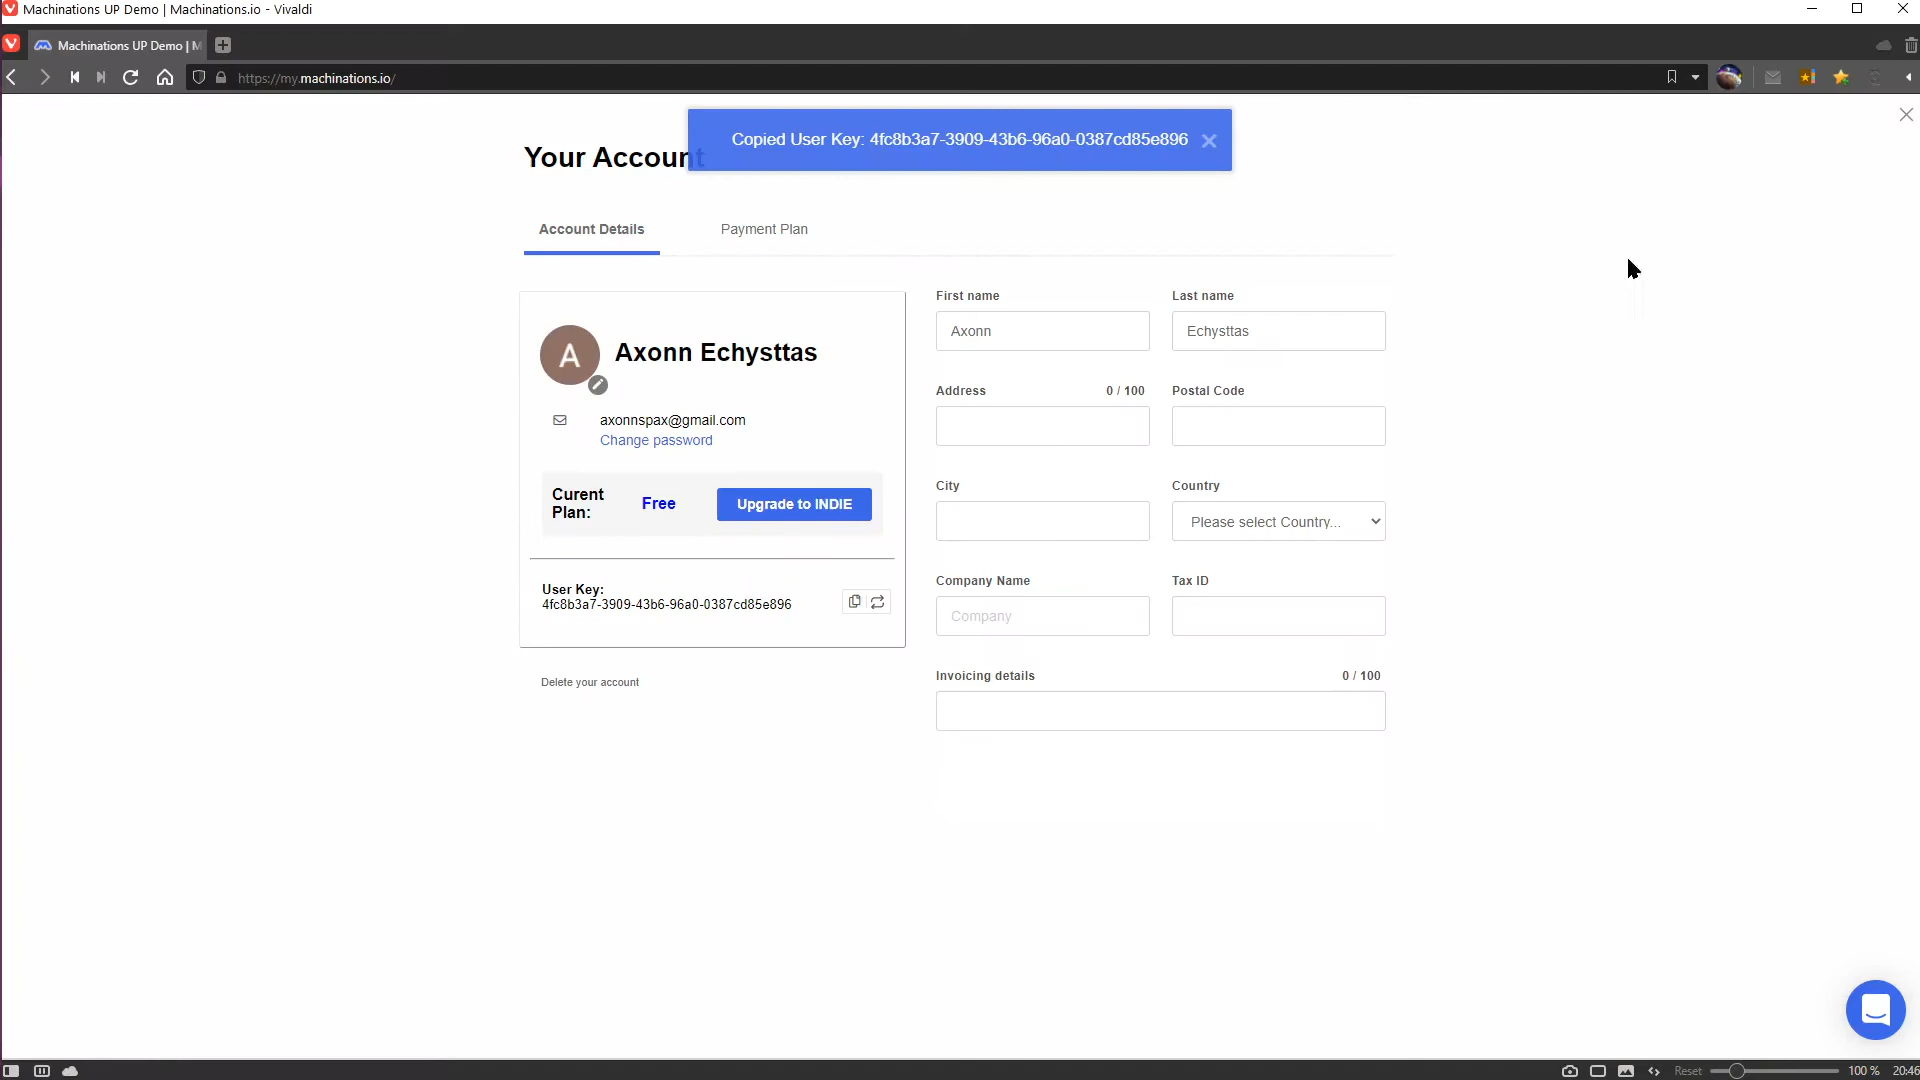 Machinations UP Demo | Machinations.io - Vivaldi
Machinations UP Demo | M
https://my.machinations.io/
Copied User Key: 4fc8b3a7-3909-43b6-96a0-0387cd85e896
Your Account
Account Details
Payment Plan
First name
Last name
Axonn
Echysttas
A
Axonn Echysttas
Address
0 / 100
Postal Code
axonnspax@gmail.com
Change password
City
Country
Curent
Plan:
Free
Upgrade to INDIE
Please select Country...
Company Name
Tax ID
User Key:
4fc8b3a7-3909-43b6-96a0-0387cd85e896
Company
Invoicing details
0 / 100
Delete your account
Reset
100 %
20:46